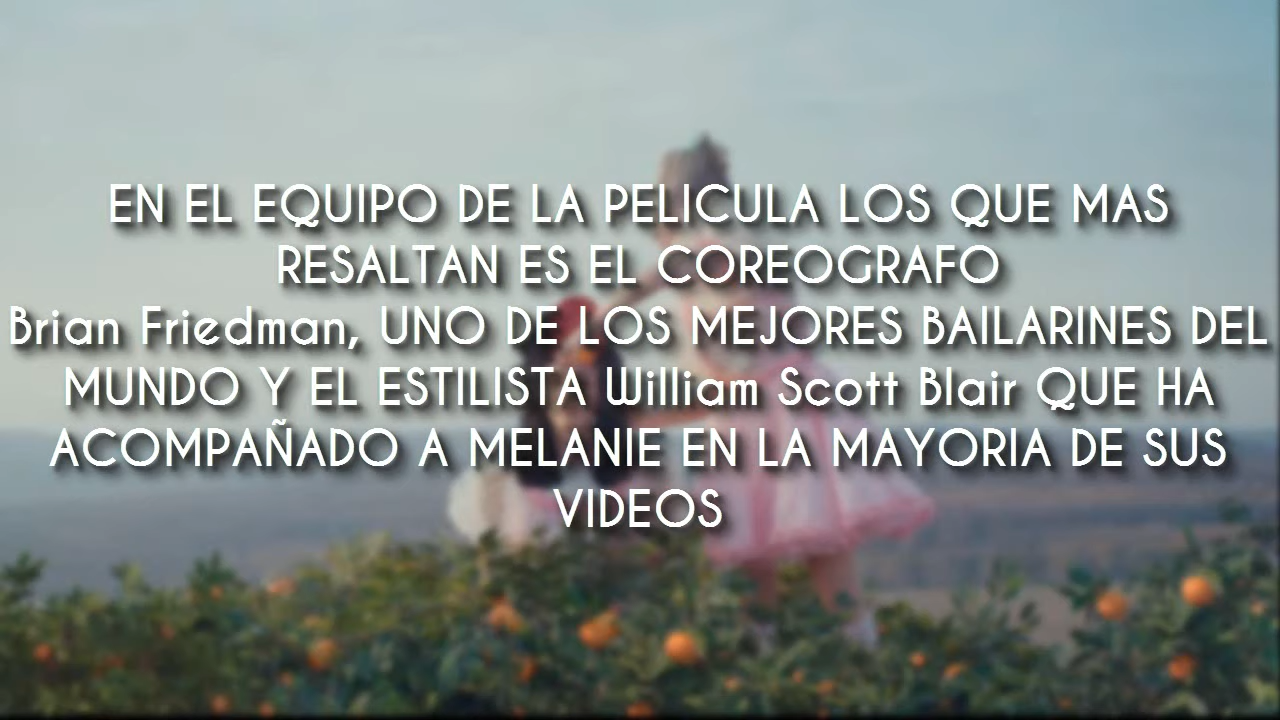 EN EL EQUIPO DE LA PELICULA LOS QUE MAS
RESALTAN ES EL COREOGRAFO
Brian Friedman, UNO DE LOS MEJORES BAILARINES DEL
MUNDO Y EL ESTILISTA William Scott Blair QUE HA
ACOMPAÑADO A MELANIE EN LA MAYORIA DE SUS
VIDEOS